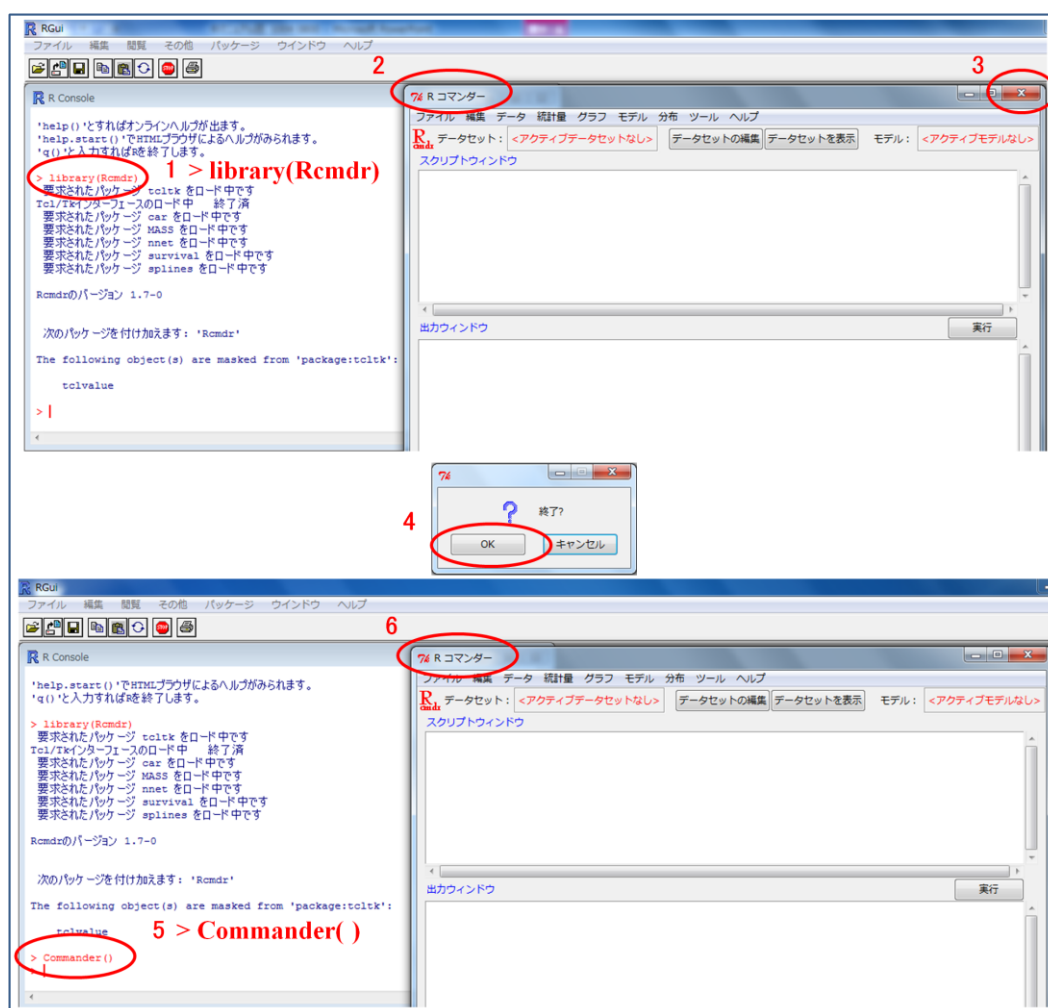 RGui
ファイル 編集 閲覧 その他 パッケージ ウインドウ ヘルプ
STOP
2
3
R Console
R コマンダー
ファイル 編集 データ 統計量 グラフ モデル 分布 ツール ヘルプ
R cmdr データセット： <アクティブデータセットなし> データセットの編集 データセットを表示 モデル： <アクティブモデルなし>
スクリプトウィンドウ
'help()'とすればオンラインヘルプが出ます。
'help.start()'でHTMLブラウザによるヘルプがみられます。
'q()'と入力すればRを終了します。
> library(Rcmdr)
1 > library(Rcmdr)
要求されたパッケージ tcltk をロード中です
Tcl/Tkインターフェースのロード中 終了済
要求されたパッケージ car をロード中です
要求されたパッケージ MASS をロード中です
要求されたパッケージ nnet をロード中です
要求されたパッケージ survival をロード中です
要求されたパッケージ splines をロード中です
Rcmdrのバージョン 1.7-0
次のパッケージを付け加えます: 'Rcmdr'
The following object(s) are masked from 'package:tcltk':
tclvalue
>
出力ウィンドウ
実行
4
終了?
OK キャンセル
RGui
ファイル 編集 閲覧 その他 パッケージ ウインドウ ヘルプ
STOP
6
R Console
R コマンダー
ファイル 編集 データ 統計量 グラフ モデル 分布 ツール ヘルプ
R cmdr データセット： <アクティブデータセットなし> データセットの編集 データセットを表示 モデル： <アクティブモデルなし>
スクリプトウィンドウ
'help.start()'でHTMLブラウザによるヘルプがみられます。
'q()'と入力すればRを終了します。
> library(Rcmdr)
要求されたパッケージ tcltk をロード中です
Tcl/Tkインターフェースのロード中 終了済
要求されたパッケージ car をロード中です
要求されたパッケージ MASS をロード中です
要求されたパッケージ nnet をロード中です
要求されたパッケージ survival をロード中です
要求されたパッケージ splines をロード中です
Rcmdrのバージョン 1.7-0
次のパッケージを付け加えます: 'Rcmdr'
The following object(s) are masked from 'package:tcltk':
tclvalue
5 > Commander( )
> Commander()
>
出力ウィンドウ
実行